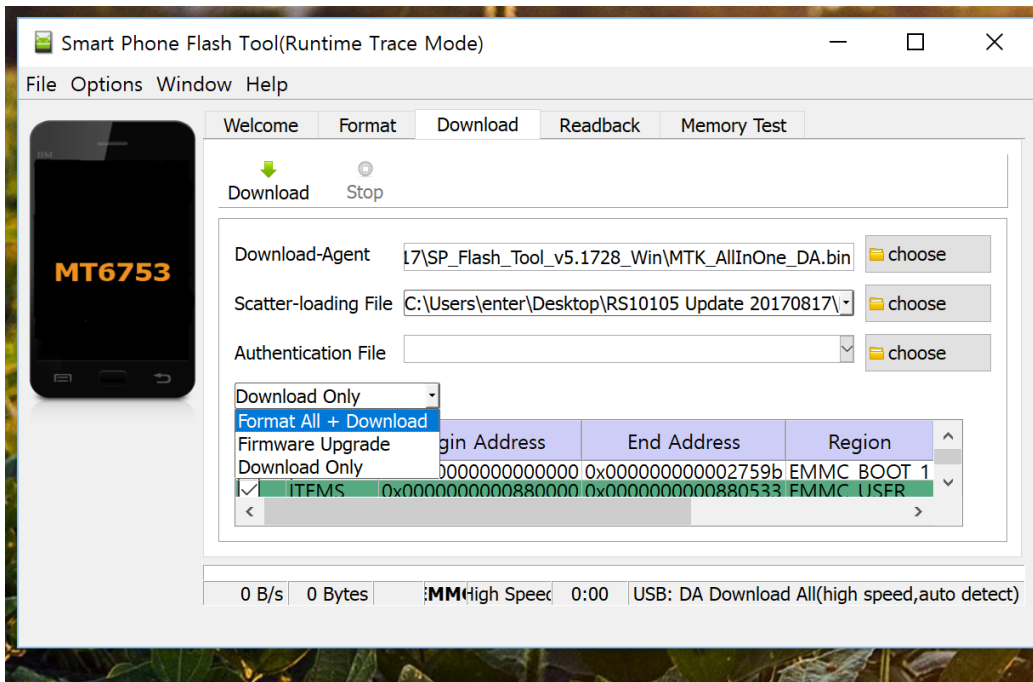 Smart Phone Flash Tool(Runtime Trace Mode)
File Options Window Help
Welcome Format Download Readback Memory Test
Download Stop
MT6753
Download-Agent 17\SP_Flash_Tool_v5.1728_Win\MTK_AllInOne_DA.bin choose
Scatter-loading File C:\Users\enter\Desktop\RS10105 Update 20170817\ choose
Authentication File choose
Download Only
Format All + Download
Firmware Upgrade
Download Only
gin Address End Address Region
0000000000000000 0x000000000002759b EMMC_BOOT_1
ITEMS 0x0000000000880000 0x0000000000880533 EMMC_USER
0 B/s 0 Bytes EMMC High Speed 0:00 USB: DA Download All(high speed,auto detect)